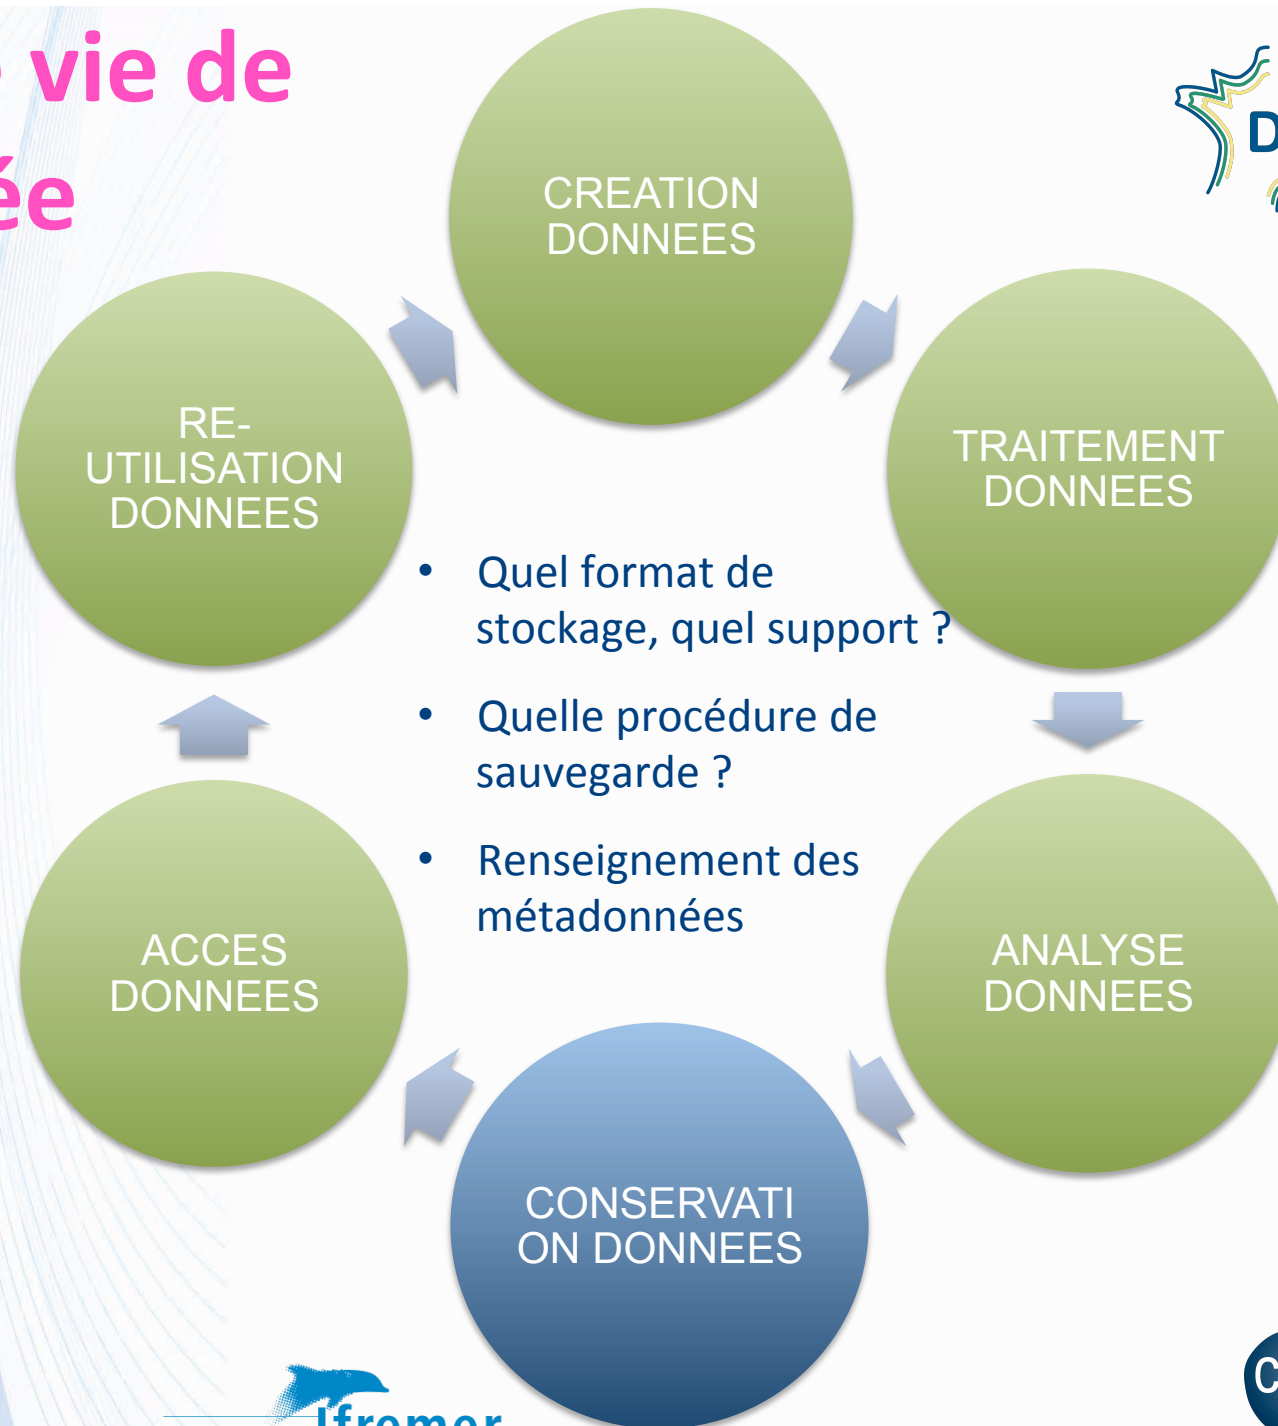 vie de
ée
D
CREATION
DONNEES
RE-
UTILISATION
DONNEES
TRAITEMENT
DONNEES
• Quel format de
stockage, quel support ?
• Quelle procédure de
sauvegarde ?
• Renseignement des
métadonnées
ACCES
DONNEES
ANALYSE
DONNEES
CONSERVATI
ON DONNEES
Ifremer
C